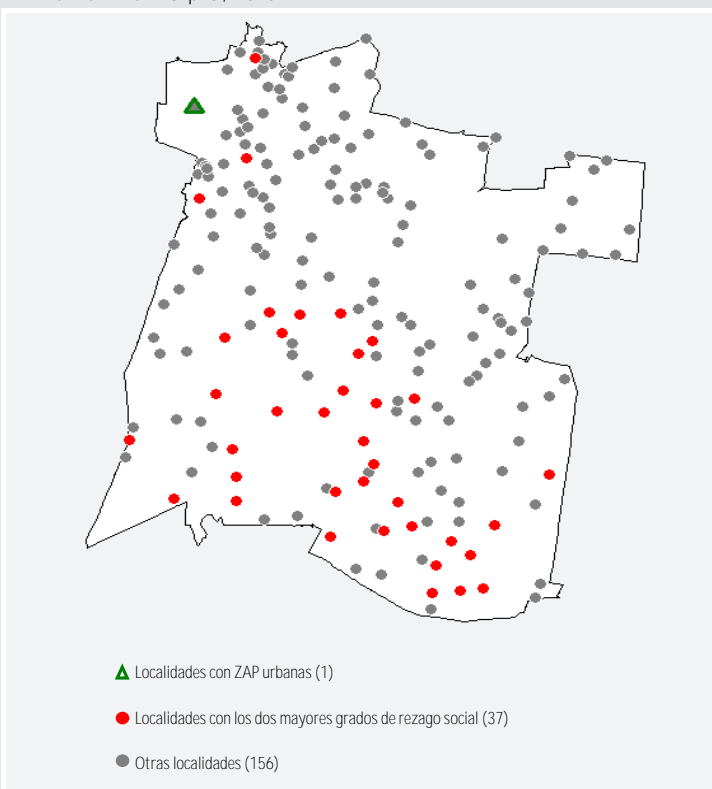 Localidades con ZAP urbanas (1)
Localidades con los dos mayores grados de rezago social (37)
Otras localidades (156)